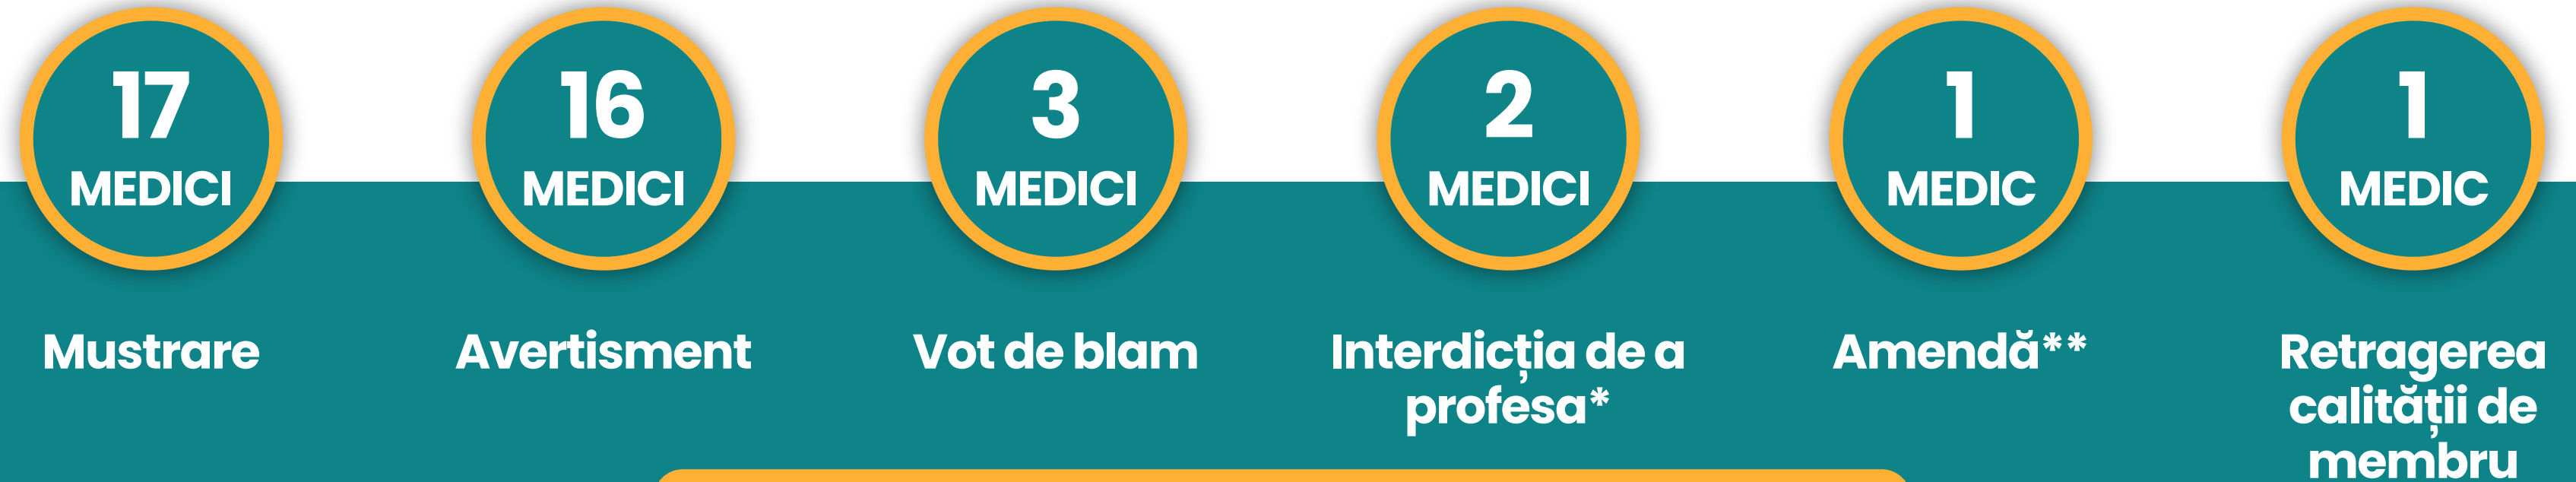 17
MEDICI
Mustrare
16
MEDICI
Avertisment
3
MEDICI
Vot de blam
2
MEDICI
Interdicția de a
profesa*
1
MEDIC
Amendă**
1
MEDIC
Retragerea
calității de
membru